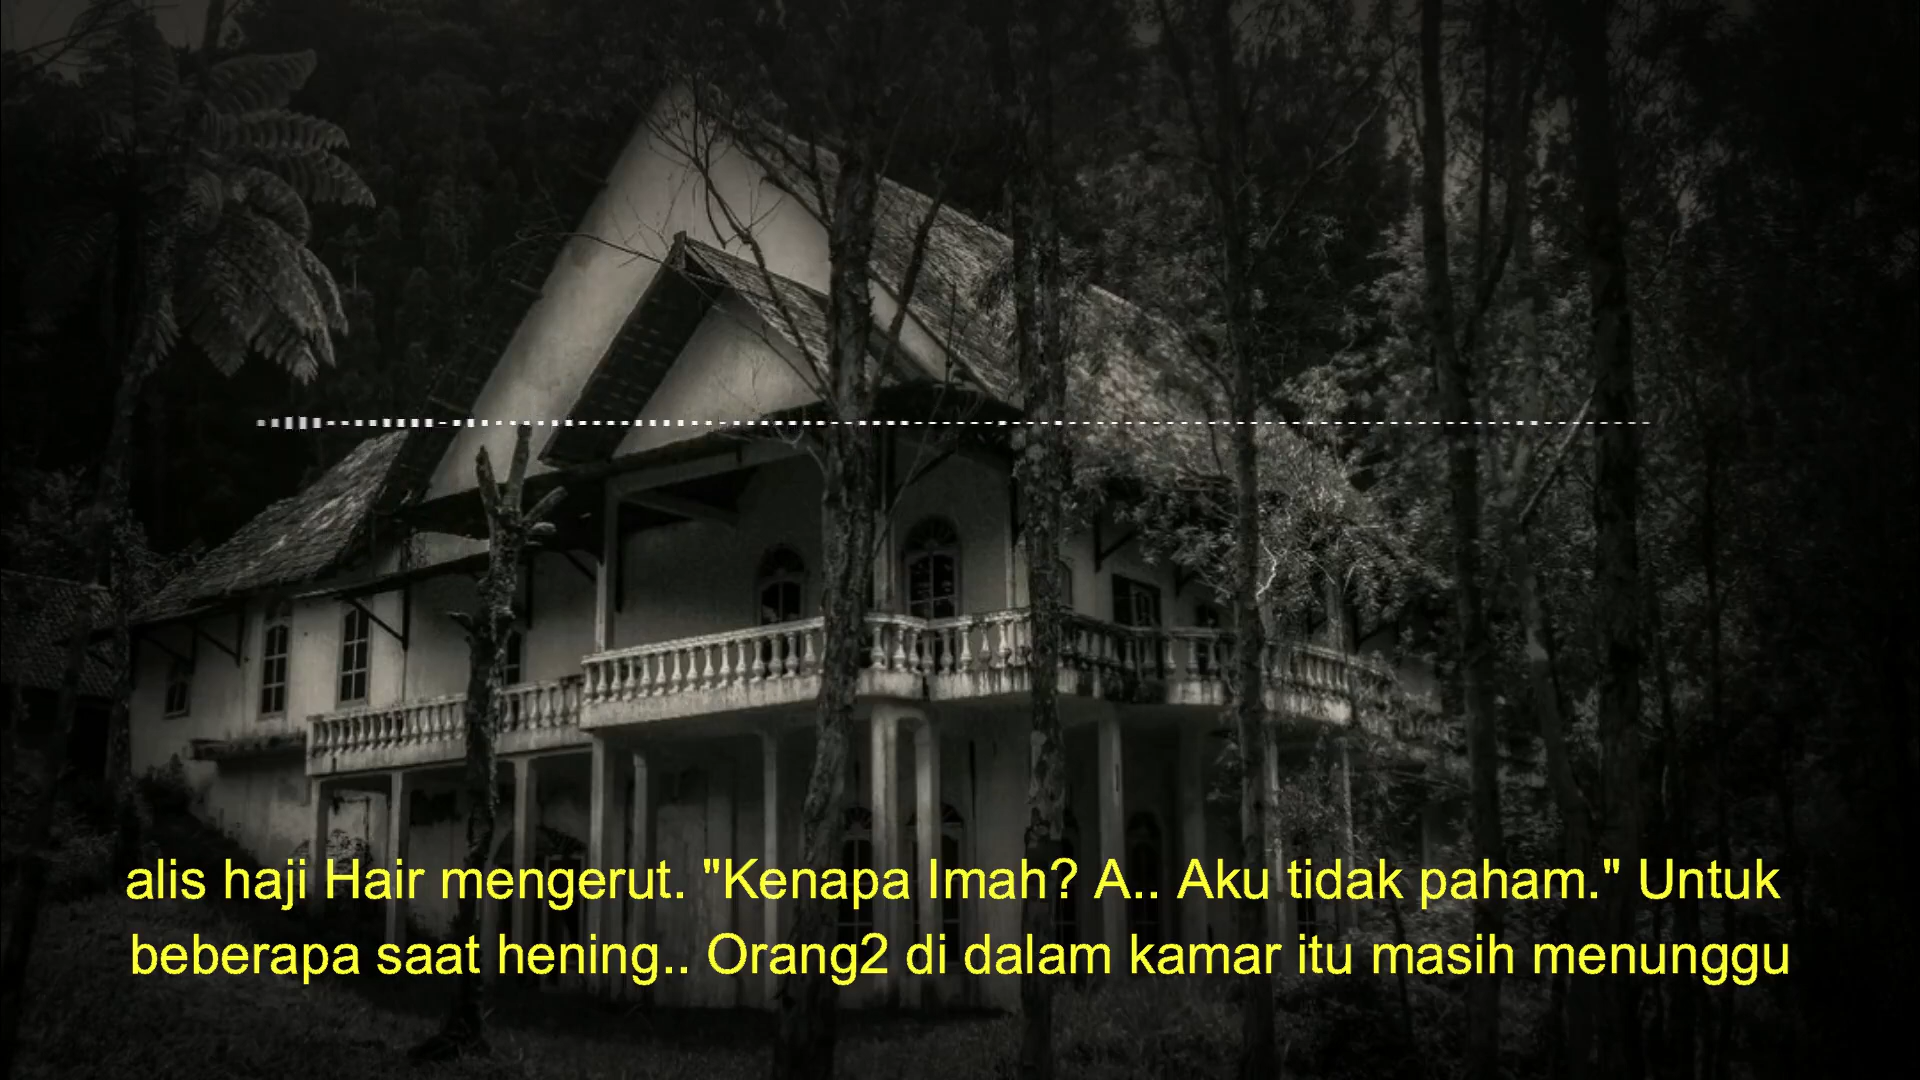 alis haji Hair mengerut. "Kenapa Imah? A.. Aku tidak paham." Untuk
beberapa saat hening.. Orang2 di dalam kamar itu masih menunggu